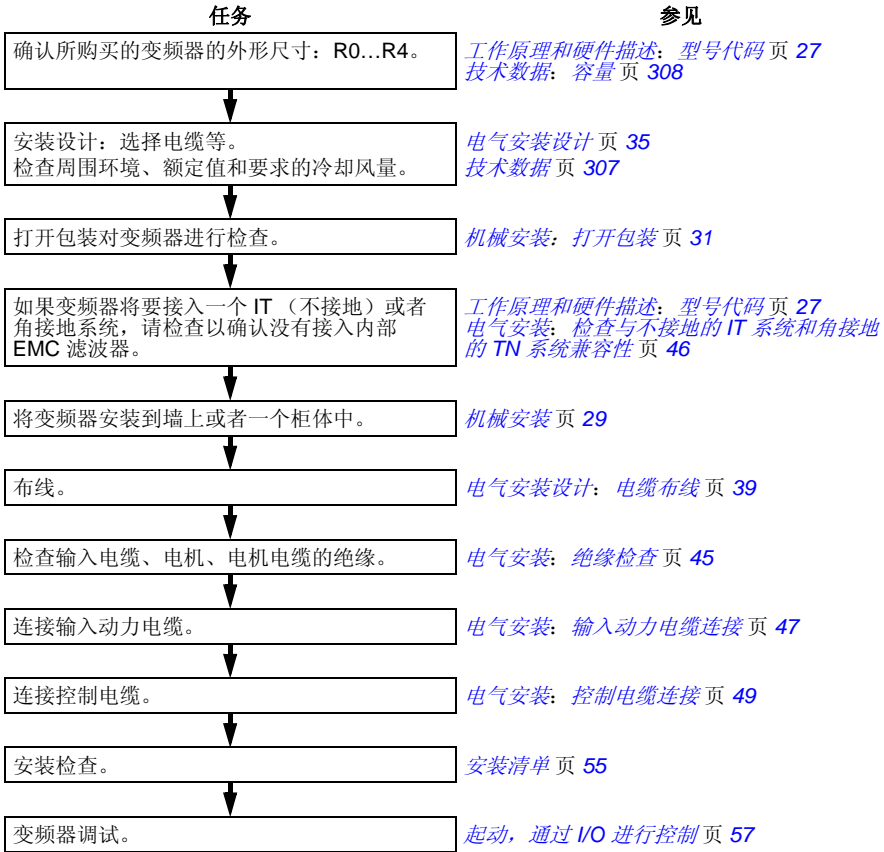 任务
参见
确认所购买的变频器的外形尺寸：R0…R4。
工作原理和硬件描述：型号代码 页 27
技术数据：容量 页 308
安装设计：选择电缆等。
检查周围环境、额定值和要求的冷却风量。
电气安装设计 页 35
技术数据 页 307
打开包装对变频器进行检查。
机械安装：打开包装 页 31
如果变频器将要接入一个 IT （不接地）或者
角接地系统，请检查以确认没有接入内部
EMC 滤波器。
工作原理和硬件描述：型号代码 页 27
电气安装：检查与不接地的 IT 系统和角接地
的 TN 系统兼容性 页 46
将变频器安装到墙上或者一个柜体中。
机械安装 页 29
布线。
电气安装设计：电缆布线 页 39
检查输入电缆、电机、电机电缆的绝缘。
电气安装：绝缘检查 页 45
连接输入动力电缆。
电气安装：输入动力电缆连接 页 47
连接控制电缆。
电气安装：控制电缆连接 页 49
安装检查。
安装清单 页 55
变频器调试。
起动，通过 I/O 进行控制 页 57